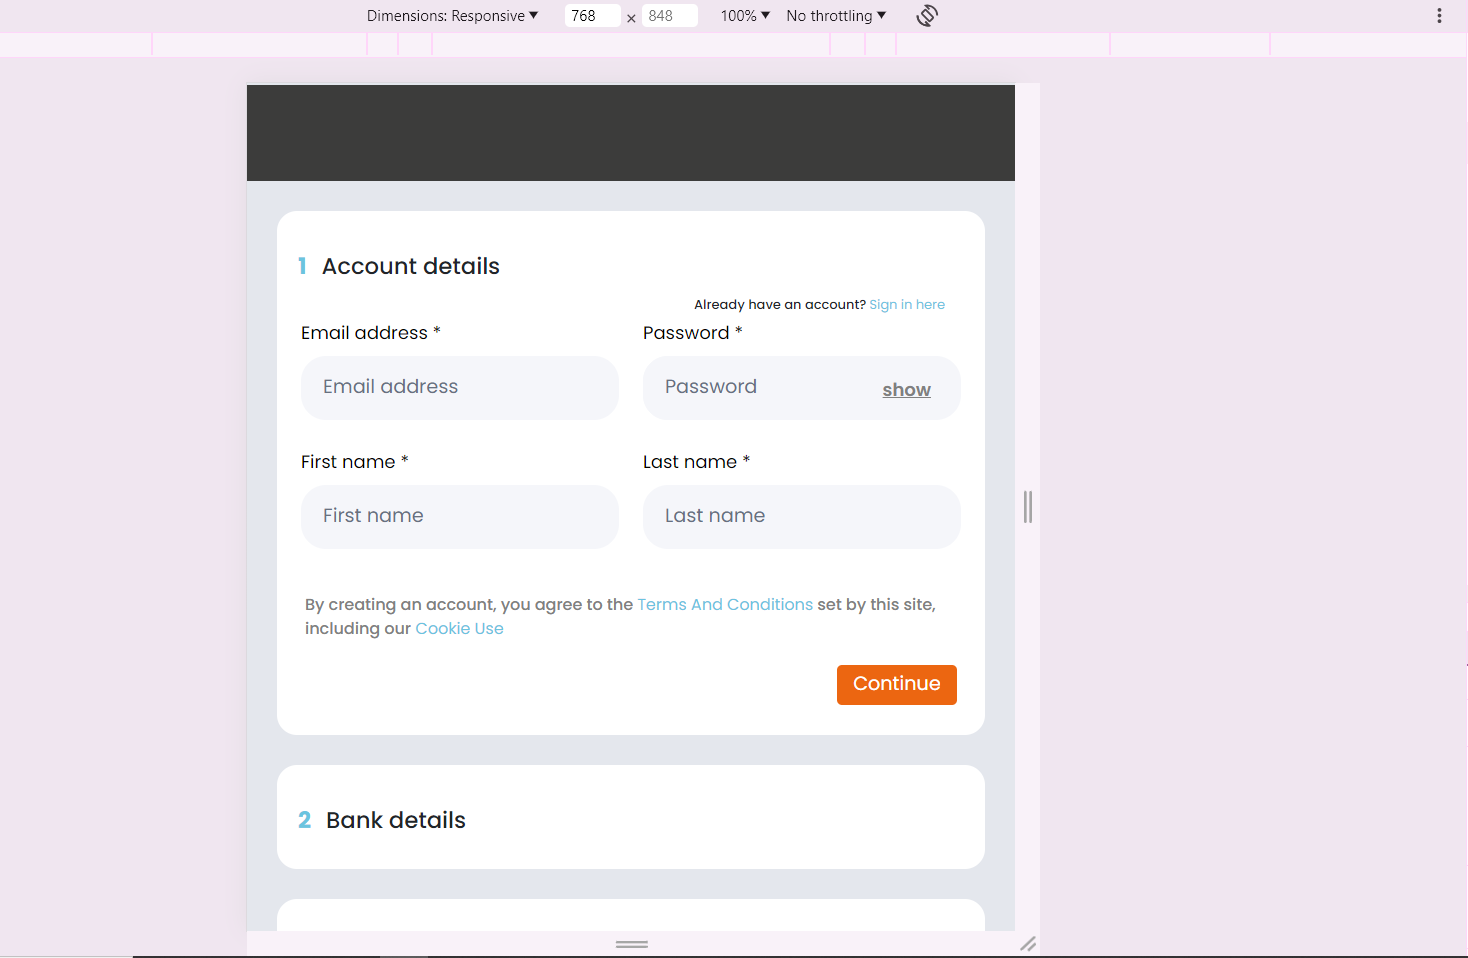 Dimensions: Responsive ▼ 768 × 848 100% ▼ No throttling ▼
1 Account details
Already have an account? Sign in here
Email address * Password *
Email address Password show
First name * Last name *
First name Last name
By creating an account, you agree to the Terms And Conditions set by this site,
including our Cookie Use
Continue
2 Bank details